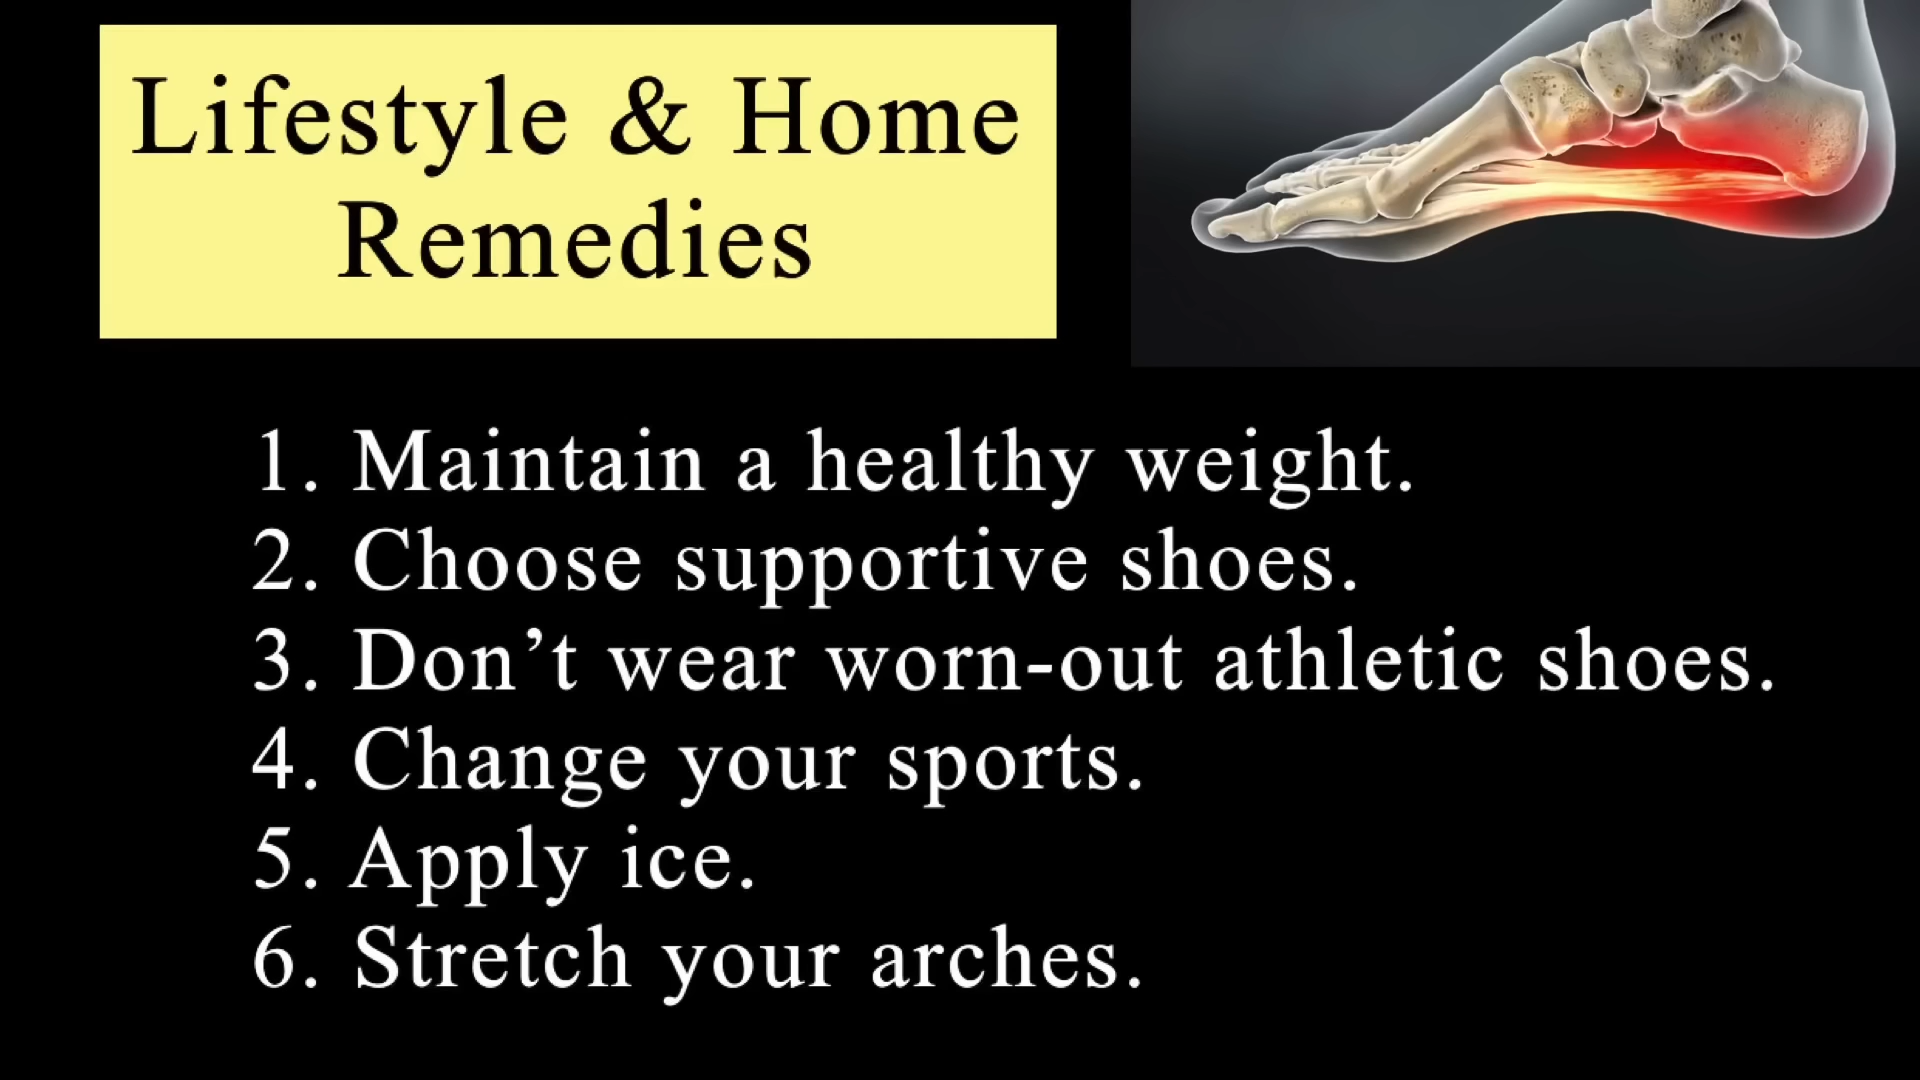 Lifestyle & Home
Remedies
1. Maintain a healthy weight.
2. Choose supportive shoes.
3. Don’t wear worn-out athletic shoes.
4. Change your sports.
5. Apply ice.
6. Stretch your arches.